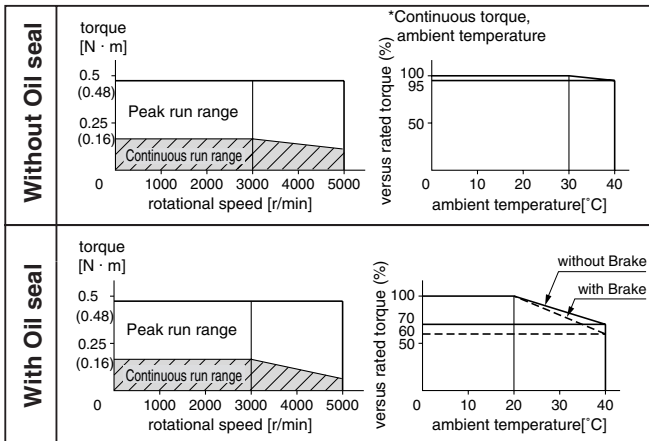 Without Oil seal
torque
[N · m]
0.5
(0.48)
0.25
(0.16)
Peak run range
Continuous run range
0 1000 2000 3000 4000 5000
rotational speed [r/min]
*Continuous torque,
ambient temperature
versus rated torque (%)
100
95
50
0 10 20 30 40
ambient temperature[˚C]
With Oil seal
torque
[N · m]
0.5
(0.48)
0.25
(0.16)
Peak run range
Continuous run range
0 1000 2000 3000 4000 5000
rotational speed [r/min]
versus rated torque (%)
without Brake
with Brake
100
70
60
50
0 10 20 30 40
ambient temperature[˚C]